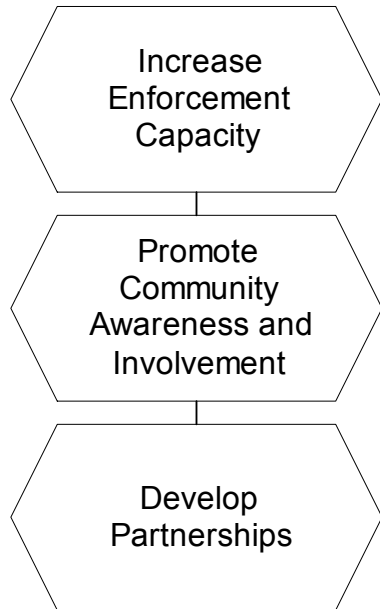 Increase
Enforcement
Capacity
Promote
Community
Awareness and
Involvement
Develop
Partnerships